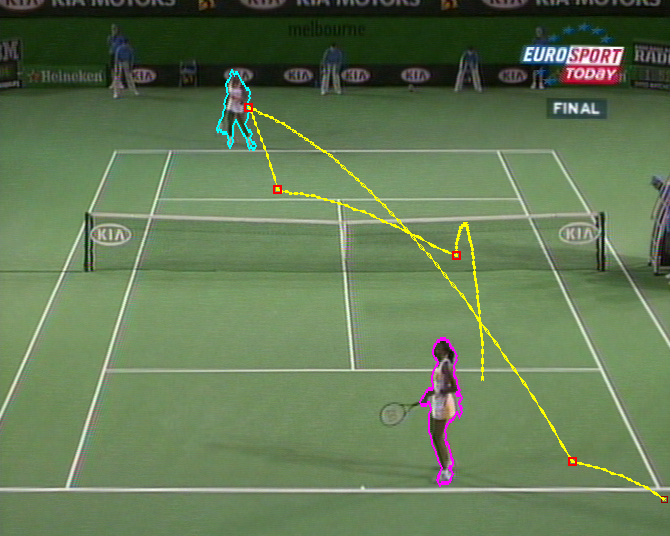 KIA MOTORS
KIA MOTORS
melbourne
EUROSPORT
TODAY
Heineken
KIA
KIA
KIA
KIA
KIA
FINAL
KIA
KIA